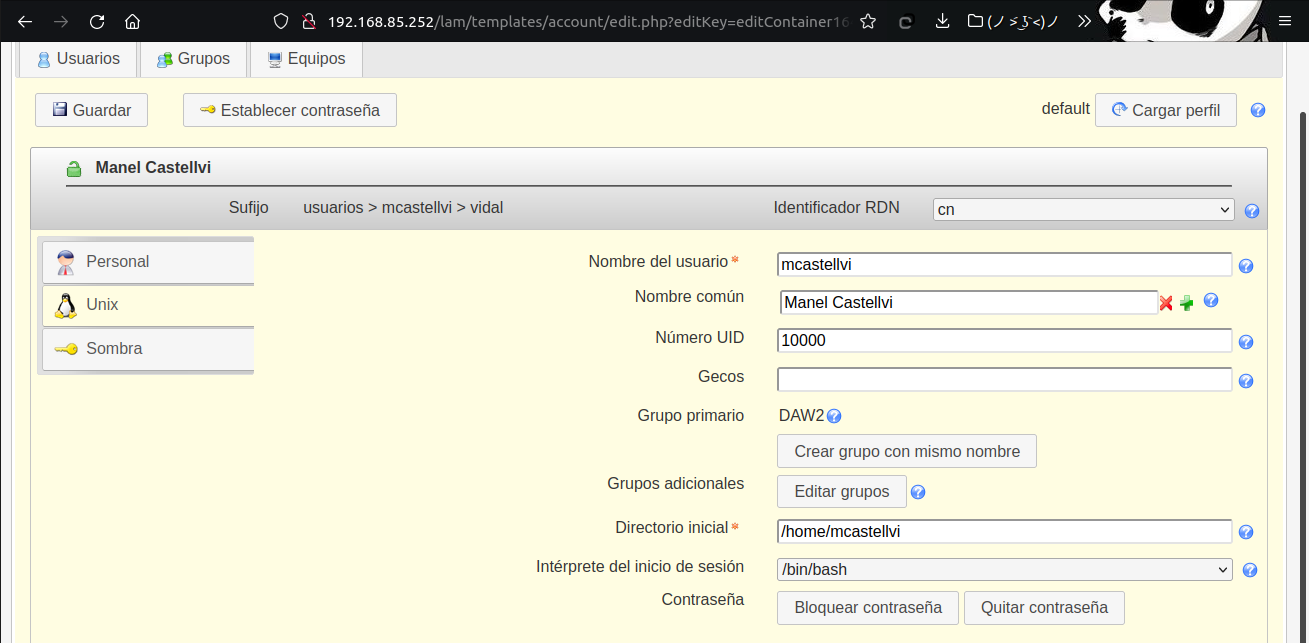 192.168.85.252/lam/templates/account/edit.php?editKey=editContainer16
(ノ≤ڼ<)ノ
Usuarios Grupos Equipos
Guardar Establecer contraseña default Cargar perfil
Manel Castellvi
Sufijo usuarios > mcastellvi > vidal Identificador RDN cn
Personal
Unix
Sombra
Nombre del usuario* mcastellvi
Nombre común Manel Castellvi
Número UID 10000
Gecos
Grupo primario DAW2
Crear grupo con mismo nombre
Grupos adicionales Editar grupos
Directorio inicial* /home/mcastellvi
Intérprete del inicio de sesión /bin/bash
Contraseña Bloquear contraseña Quitar contraseña